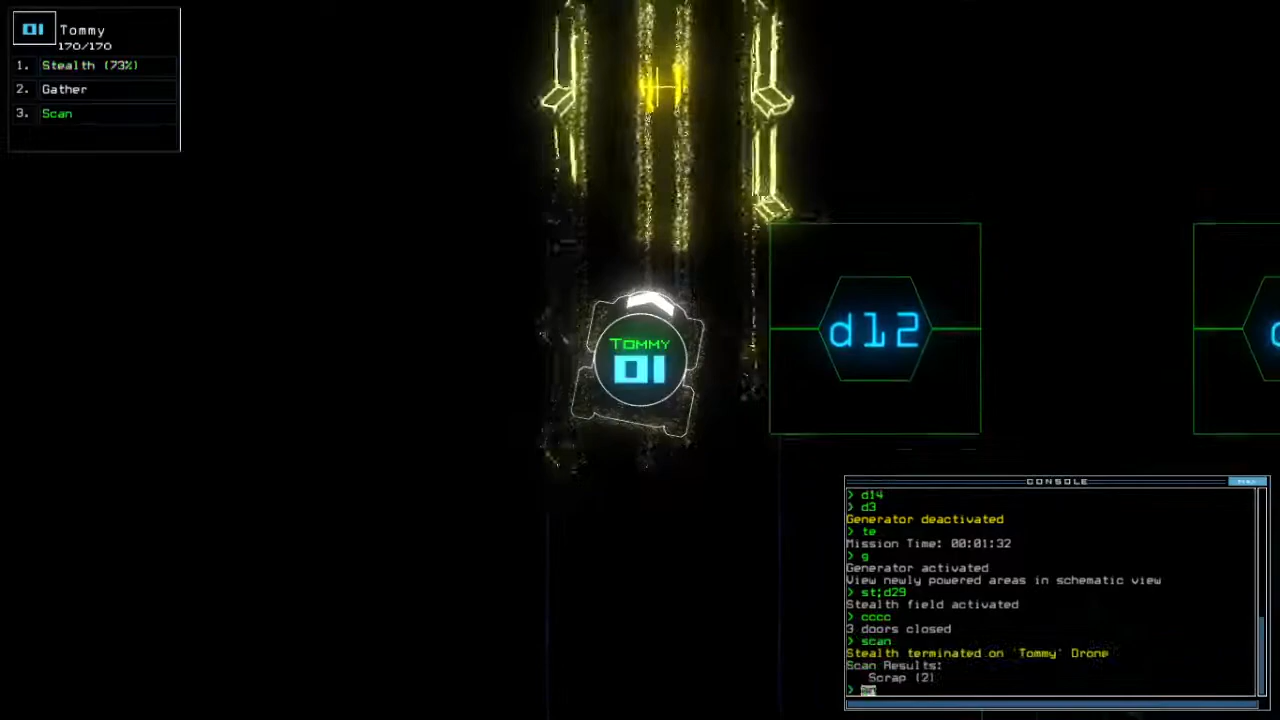 01 Tommy
170/170
1. Stealth (73%)
2. Gather
3. Scan
TOMMY
01
d12
CONSOLE
> d14
> d3
Generator deactivated
> te
Mission Time: 00:01:32
> g
Generator activated
View newly powered areas in schematic view
> st;d29
Stealth field activated
> cccc
3 doors closed
> scan
Stealth terminated on 'Tommy' Drone
Scan Results:
Scrap (2)
>